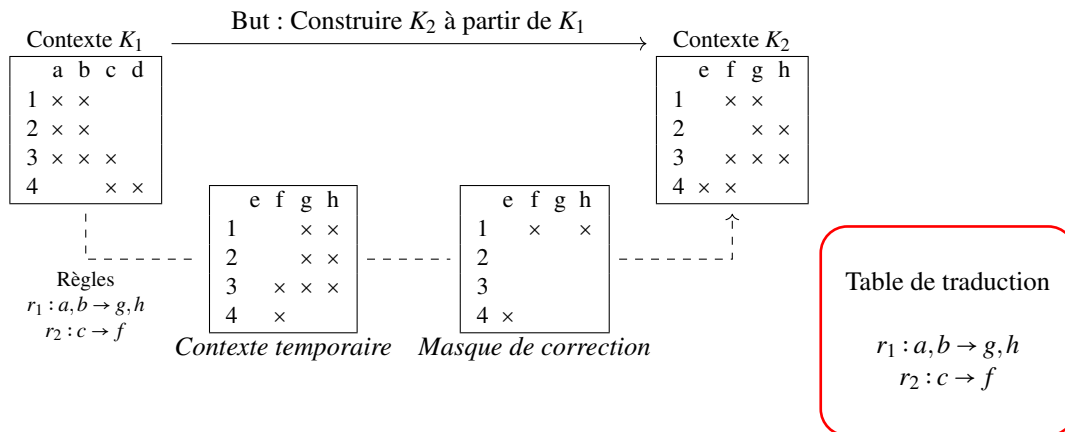 But : Construire K₂ à partir de K₁
Contexte K₁
a b c d
1 × ×
2 × ×
3 × × ×
4 × ×
Contexte K₂
e f g h
1 × ×
2 × ×
3 × × ×
4 × ×
Règles
r₁ : a, b → g, h
r₂ : c → f
e f g h
1 × ×
2 × ×
3 × × ×
4 ×
Contexte temporaire
e f g h
1 × ×
2
3
4 ×
Masque de correction
Table de traduction
r₁ : a, b → g, h
r₂ : c → f